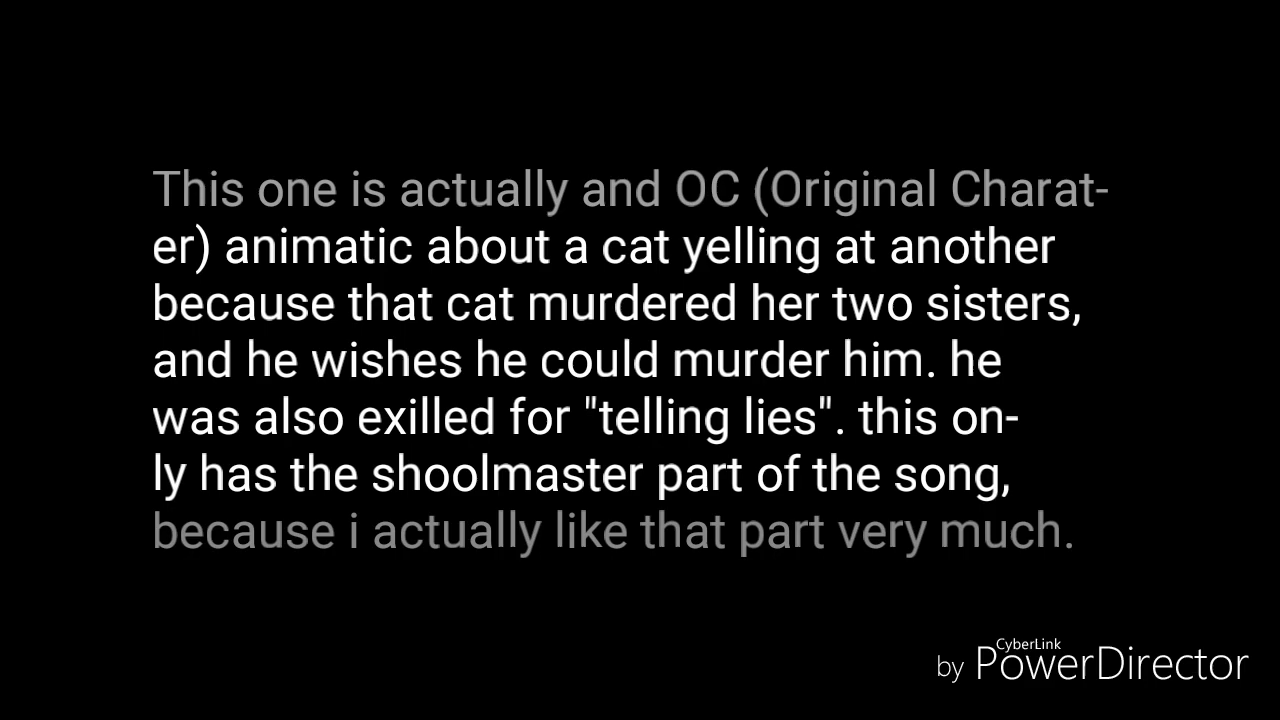 This one is actually and OC (Original Charat-
er) animatic about a cat yelling at another
because that cat murdered her two sisters,
and he wishes he could murder him. he
was also exilled for "telling lies". this on-
ly has the shoolmaster part of the song,
because i actually like that part very much.
CyberLink
by PowerDirector